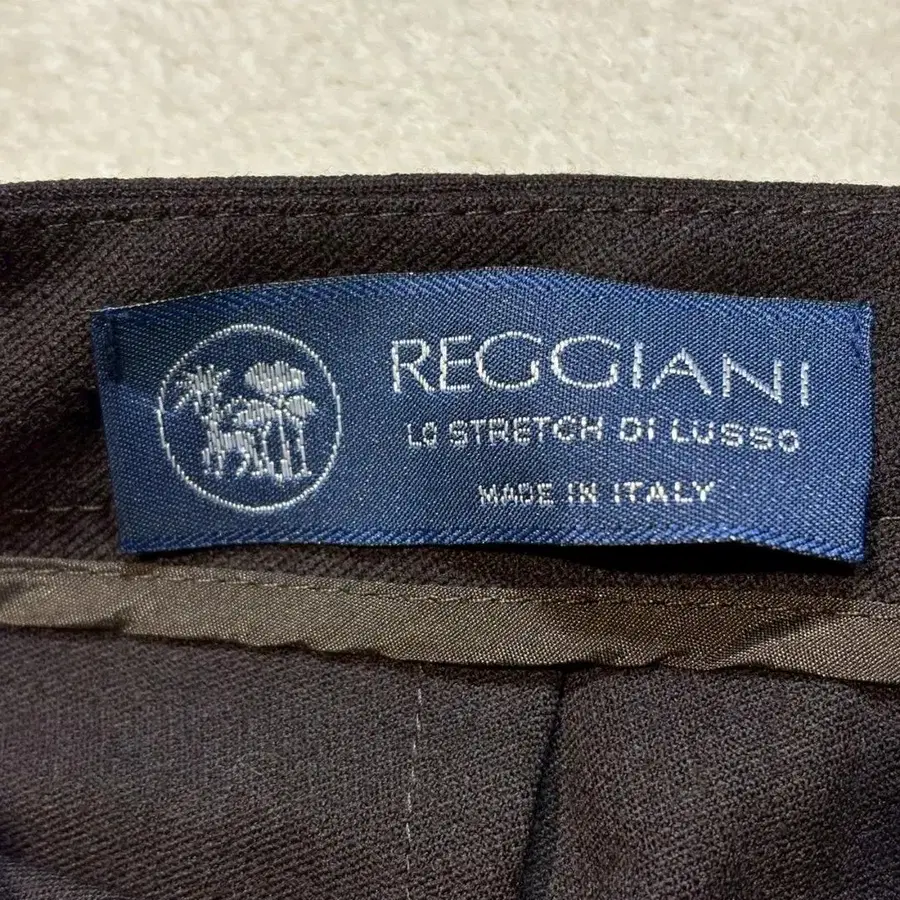 REGGIANI
LO STRETCH DI LUSSO
MADE IN ITALY